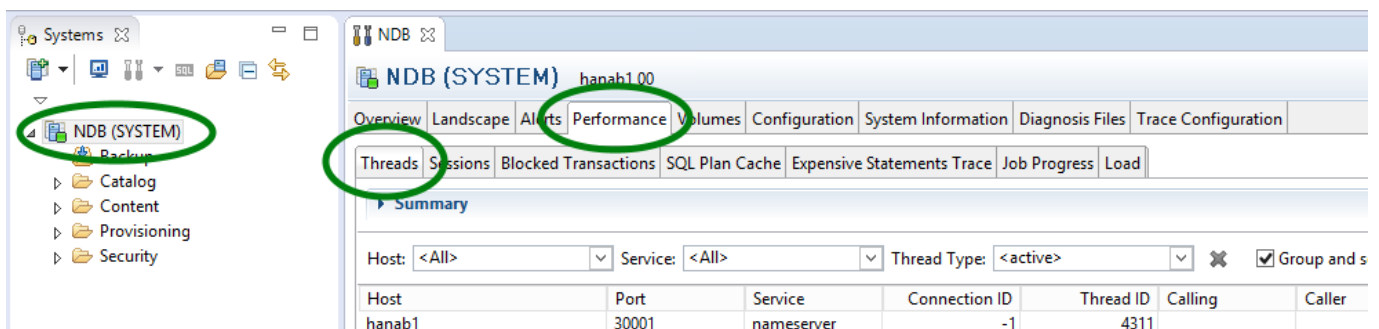 Systems
NDB
NDB (SYSTEM) hanab1 00
SQL
Overview Landscape Alerts Performance Volumes Configuration System Information Diagnosis Files Trace Configuration
NDB (SYSTEM)
Backup
Threads Sessions Blocked Transactions SQL Plan Cache Expensive Statements Trace Job Progress Load
Catalog
Content
Summary
Provisioning
Security
Host: <All> Service: <All> Thread Type: <active> Group and s
Host Port Service Connection ID Thread ID Calling Caller
hanab1 30001 nameserver -1 4311